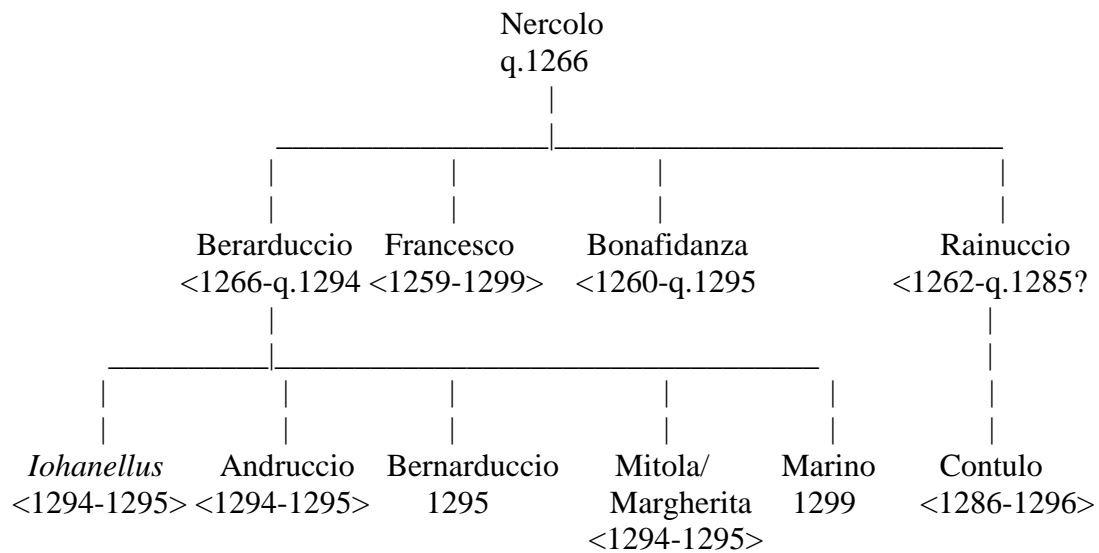 Nercolo
q.1266
Berarduccio Francesco Bonafidanza Rainuccio
<1266-q.1294 <1259-1299> <1260-q.1295 <1262-q.1285?
Iohanellus Andruccio Bernarduccio Mitola/ Marino Contulo
<1294-1295> <1294-1295> 1295 Margherita 1299 <1286-1296>
<1294-1295>